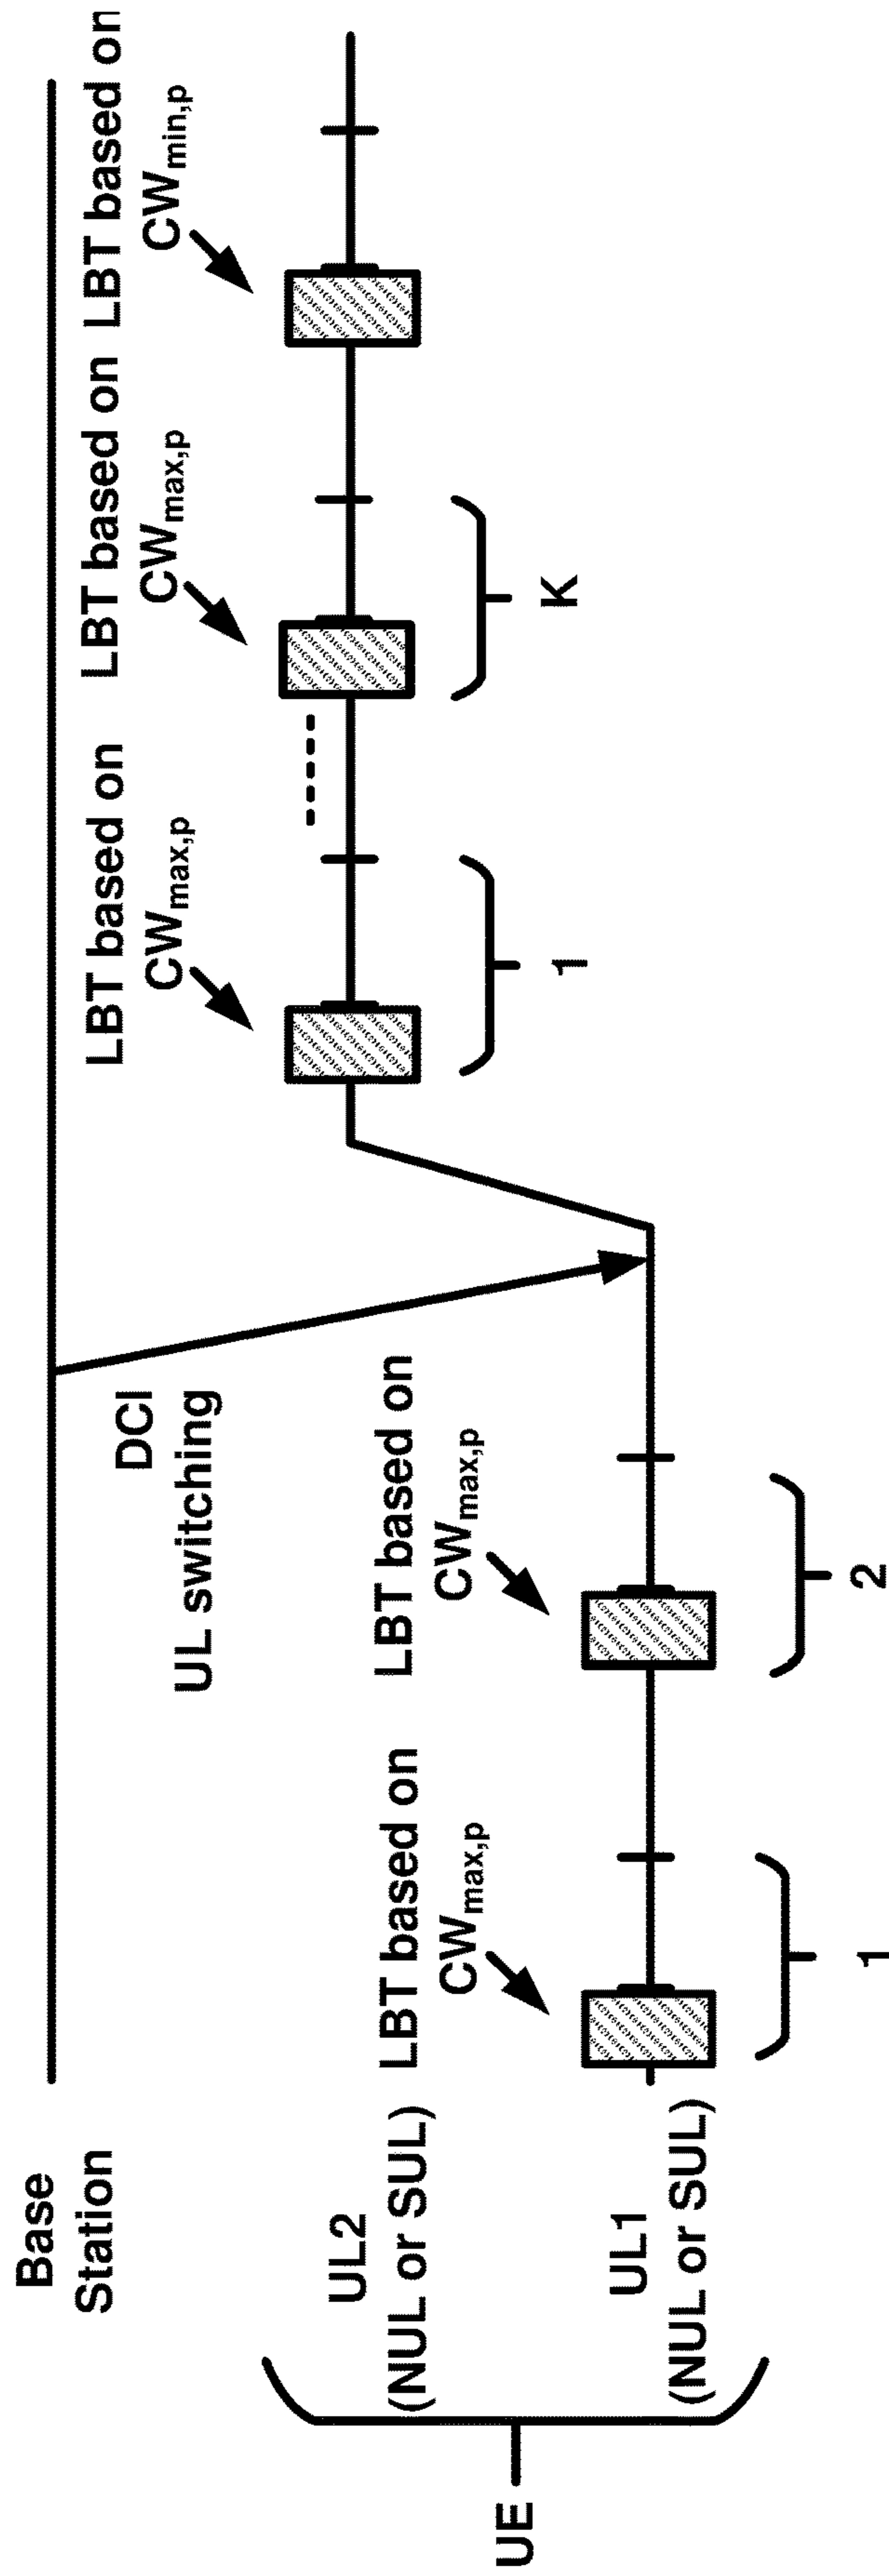 Base
Station
DCI
UL switching
LBT based on
CWmax,p
LBT based on
CWmax,p
LBT based on
CWmin,p
1
K
UE
UL2
(NUL or SUL)
UL1
(NUL or SUL)
LBT based on
CWmax,p
LBT based on
CWmax,p
1
2